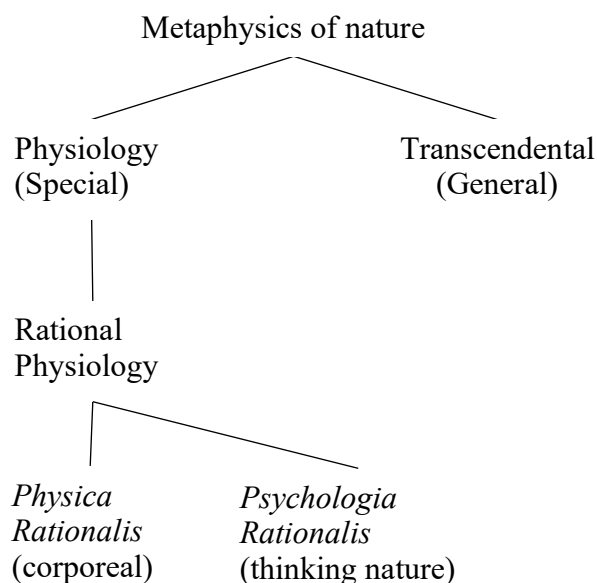 Metaphysics of nature
Physiology
(Special)
Transcendental
(General)
Rational
Physiology
Physica
Rationalis
(corporeal)
Psychologia
Rationalis
(thinking nature)